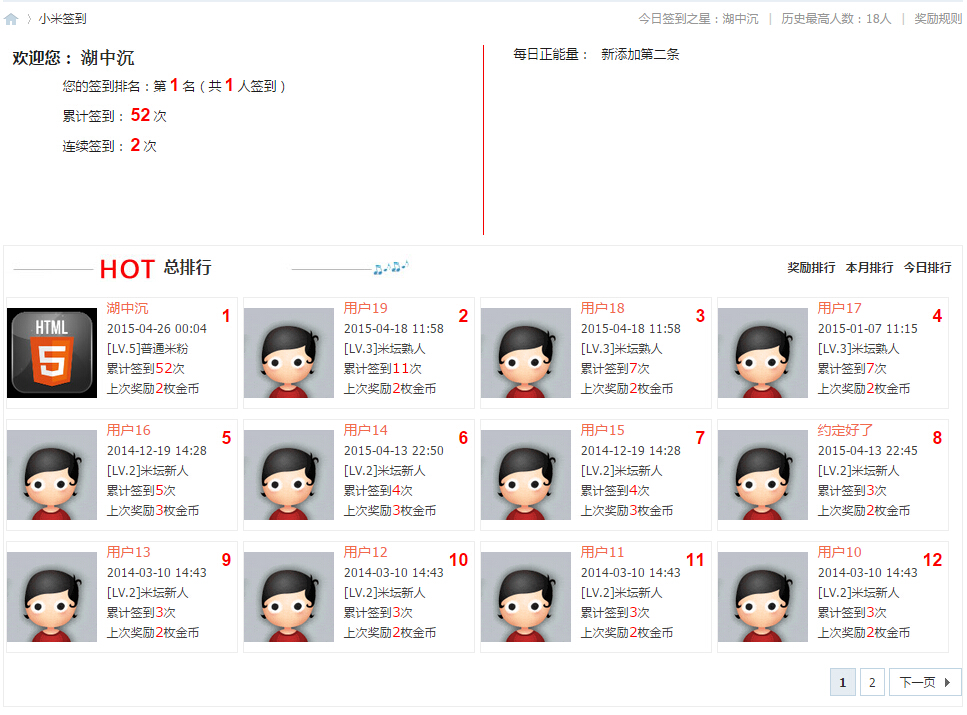 〉小米签到
今日签到之星：湖中沉 | 历史最高人数：18人 | 奖励规则
欢迎您： 湖中沉
您的签到排名：第 1 名（共 1 人签到）
累计签到： 52 次
连续签到： 2 次
每日正能量： 新添加第二条
HOT 总排行
奖励排行 本月排行 今日排行
HTML
5
湖中沉 1
2015-04-26 00:04
[LV.5]普通米粉
累计签到52次
上次奖励2枚金币
用户19 2
2015-04-18 11:58
[LV.3]米坛熟人
累计签到11次
上次奖励2枚金币
用户18 3
2015-04-18 11:58
[LV.3]米坛熟人
累计签到7次
上次奖励2枚金币
用户17 4
2015-01-07 11:15
[LV.3]米坛熟人
累计签到7次
上次奖励2枚金币
用户16 5
2014-12-19 14:28
[LV.2]米坛新人
累计签到5次
上次奖励3枚金币
用户14 6
2015-04-13 22:50
[LV.2]米坛新人
累计签到4次
上次奖励3枚金币
用户15 7
2014-12-19 14:28
[LV.2]米坛新人
累计签到4次
上次奖励3枚金币
约定好了 8
2015-04-13 22:45
[LV.2]米坛新人
累计签到3次
上次奖励2枚金币
用户13 9
2014-03-10 14:43
[LV.2]米坛新人
累计签到3次
上次奖励2枚金币
用户12 10
2014-03-10 14:43
[LV.2]米坛新人
累计签到3次
上次奖励2枚金币
用户11 11
2014-03-10 14:43
[LV.2]米坛新人
累计签到3次
上次奖励2枚金币
用户10 12
2014-03-10 14:43
[LV.2]米坛新人
累计签到3次
上次奖励2枚金币
1 2 下一页